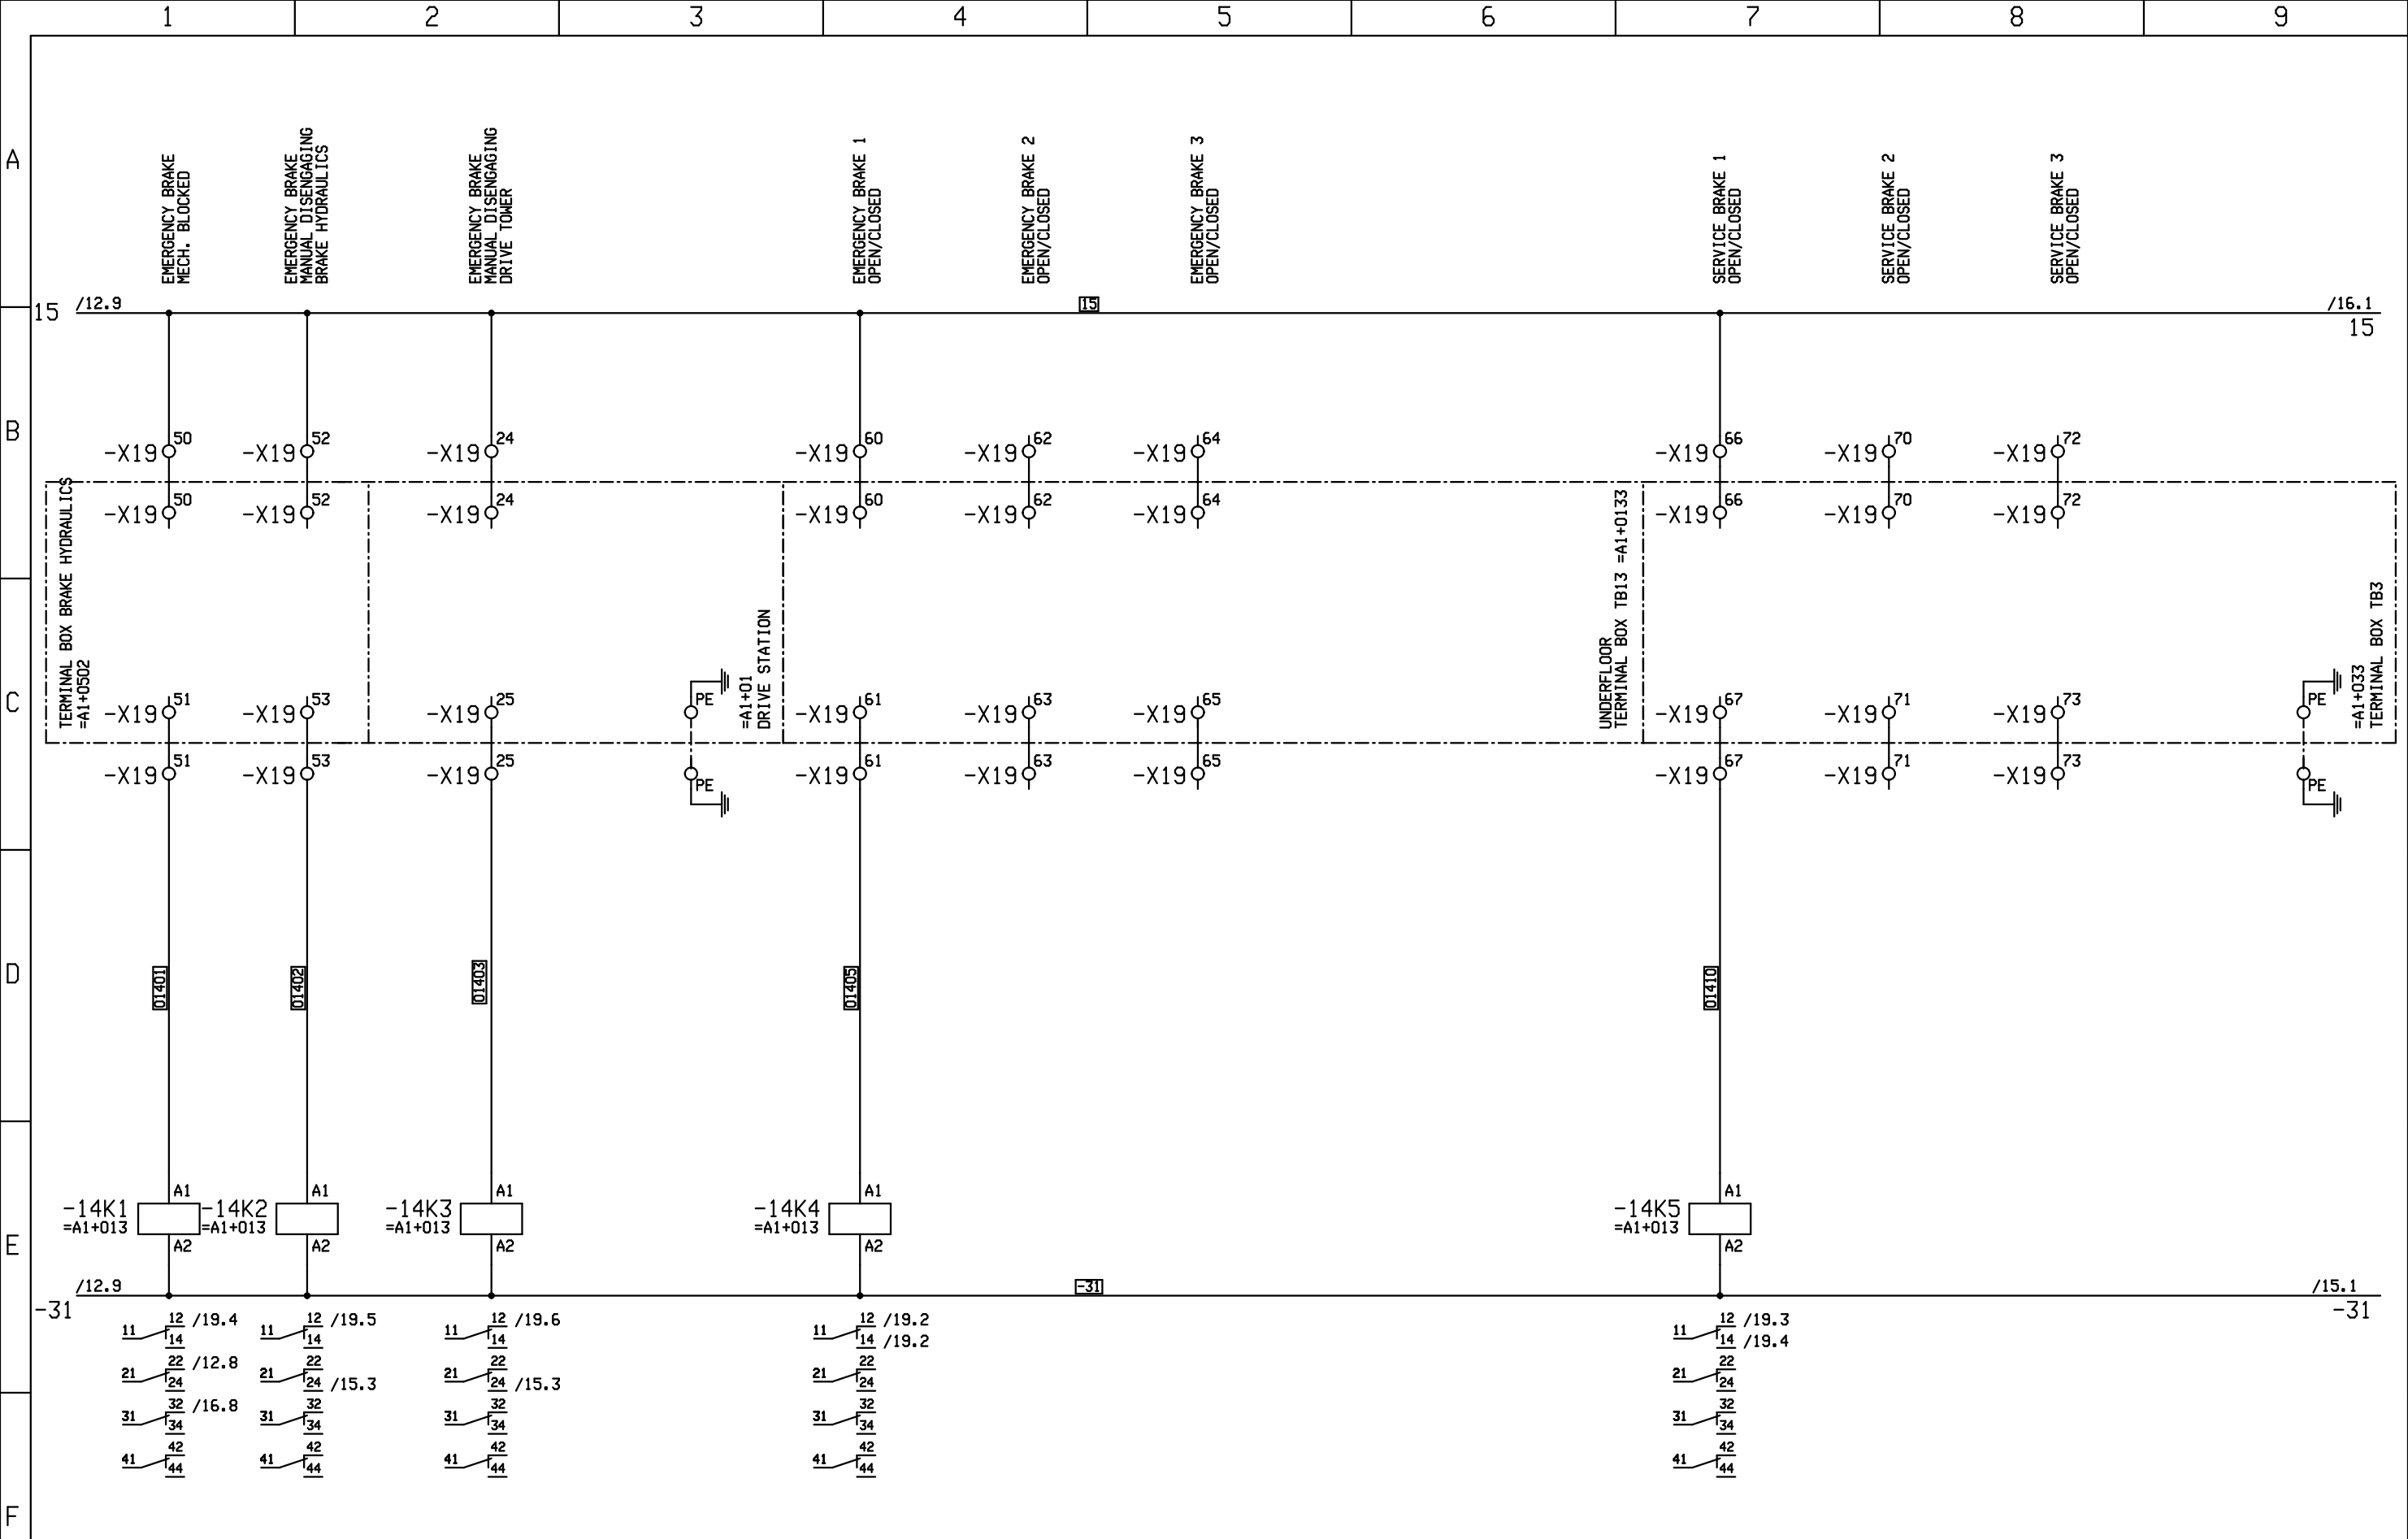 1 2 3 4 5 6 7 8 9
A
B
C
D
E
F
EMERGENCY BRAKE
MECH. BLOCKED
EMERGENCY BRAKE
MANUAL DISENGAGING
BRAKE HYDRAULICS
EMERGENCY BRAKE
MANUAL DISENGAGING
DRIVE TOWER
EMERGENCY BRAKE 1
OPEN/CLOSED
EMERGENCY BRAKE 2
OPEN/CLOSED
EMERGENCY BRAKE 3
OPEN/CLOSED
SERVICE BRAKE 1
OPEN/CLOSED
SERVICE BRAKE 2
OPEN/CLOSED
SERVICE BRAKE 3
OPEN/CLOSED
/12.9 15 /16.1
15 15
50 52 24 60 62 64 66 70 72
-X19 -X19 -X19 -X19 -X19 -X19 -X19 -X19 -X19
50 52 24 60 62 64 66 70 72
-X19 -X19 -X19 -X19 -X19 -X19 -X19 -X19 -X19
TERMINAL BOX BRAKE HYDRAULICS
=A1+0502
=A1+01
DRIVE STATION
UNDERFLOOR
TERMINAL BOX TB13 =A1+0133
=A1+033
TERMINAL BOX TB3
51 53 25 PE 61 63 65 67 71 73 PE
-X19 -X19 -X19 -X19 -X19 -X19 -X19 -X19 -X19
51 53 25 PE 61 63 65 67 71 73 PE
-X19 -X19 -X19 -X19 -X19 -X19 -X19 -X19 -X19
01401 01402 01403 01405 01410
A1 A1 A1 A1 A1
-14K1 -14K2 -14K3 -14K4 -14K5
=A1+013 =A1+013 =A1+013 =A1+013 =A1+013
A2 A2 A2 A2 A2
/12.9 -31 /15.1
-31 -31
12 /19.4 12 /19.5 12 /19.6 12 /19.2 12 /19.3
11 11 11 11 11
14 14 14 14 /19.2 14 /19.4
22 /12.8 22 22 22 22
21 21 21 21 21
24 24 /15.3 24 /15.3 24 24
32 /16.8 32 32 32 32
31 31 31 31 31
34 34 34 34 34
42 42 42 42 42
41 41 41 41 41
44 44 44 44 44